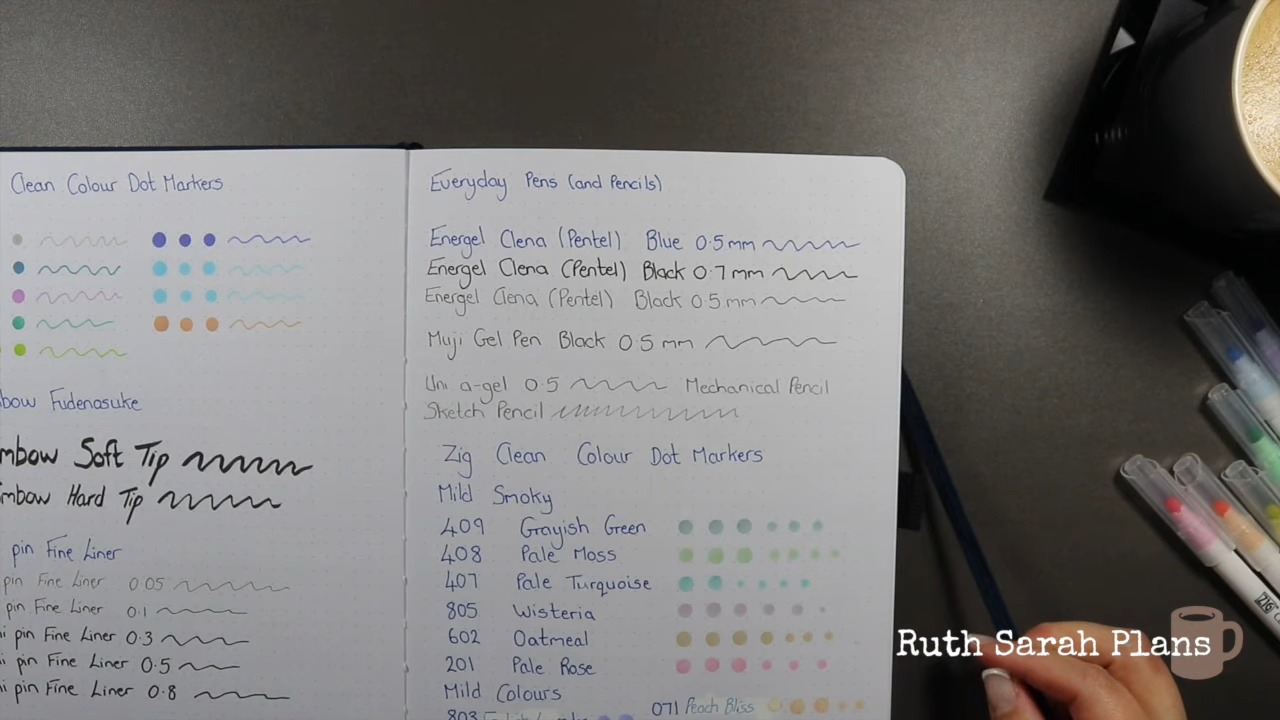 Clean Colour Dot Markers
bow Fudenosuke
mbow Soft Tip
mbow Hard Tip
pin Fine Liner
pin Fine Liner 0.05
pin Fine Liner 0.1
ni pin Fine Liner 0.3
ni pin Fine Liner 0.5
ni pin Fine Liner 0.8
Everyday Pens (and Pencils)
Energel Clena (Pentel) Blue 0.5mm
Energel Clena (Pentel) Black 0.7mm
Energel Clena (Pentel) Black 0.5mm
Muji Gel Pen Black 0.5mm
Uni a-gel 0.5 Mechanical Pencil
Sketch Pencil
Zig Clean Colour Dot Markers
Mild Smoky
409 Grayish Green
408 Pale Moss
407 Pale Turquoise
805 Wisteria
602 Oatmeal
201 Pale Rose
Mild Colours
803
071 Peach Bliss
ZIG
Ruth Sarah Plans